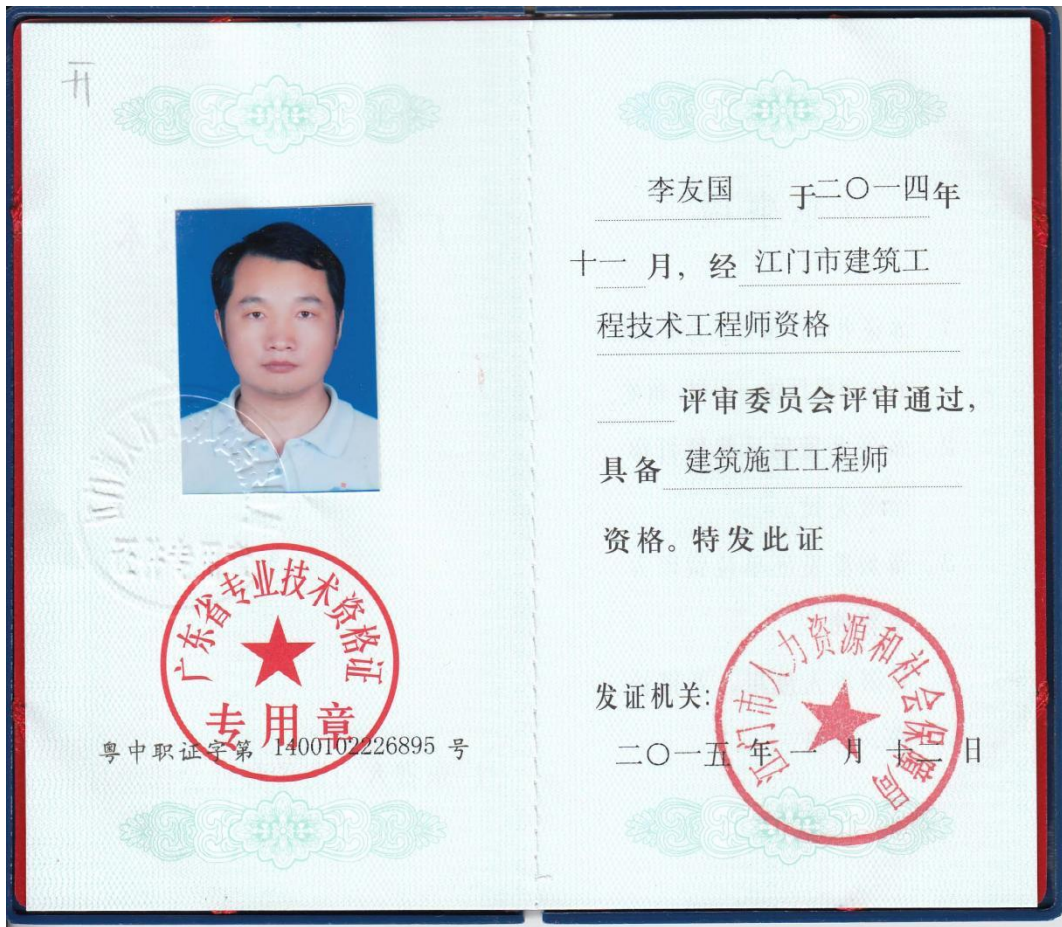 广东省专业技术资格证
专用章
粤中职证字第 1400102226895 号
李友国 于二〇一四年
十一月，经 江门市建筑工
程技术工程师资格
评审委员会评审通过，
具备 建筑施工工程师
资格。特发此证
江门市人力资源和社会保障局
发证机关：
二〇一五年一月十二日